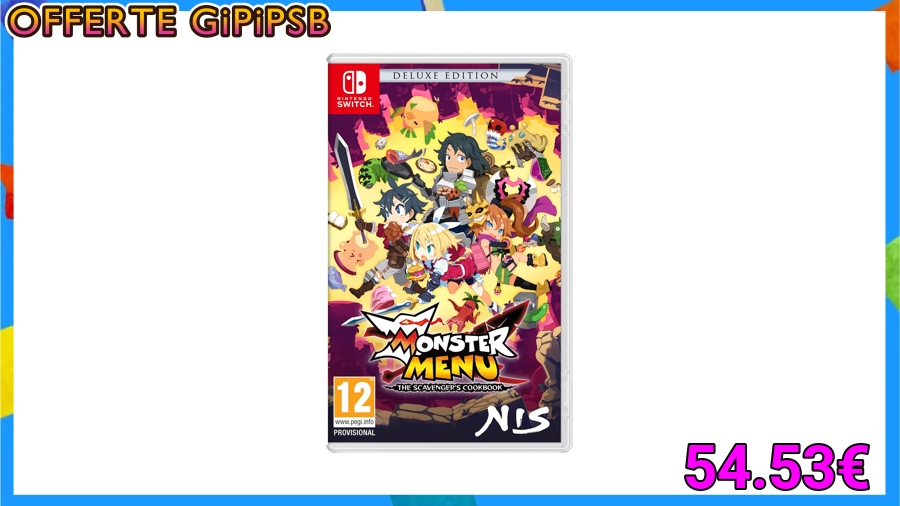 OFFERTE GiPiPSB
DELUXE EDITION
NINTENDO
SWITCH.
MONSTER
MENU
THE SCAVENGER'S COOKBOOK
12
www.pegi.info
PROVISIONAL
NIS
54.53€